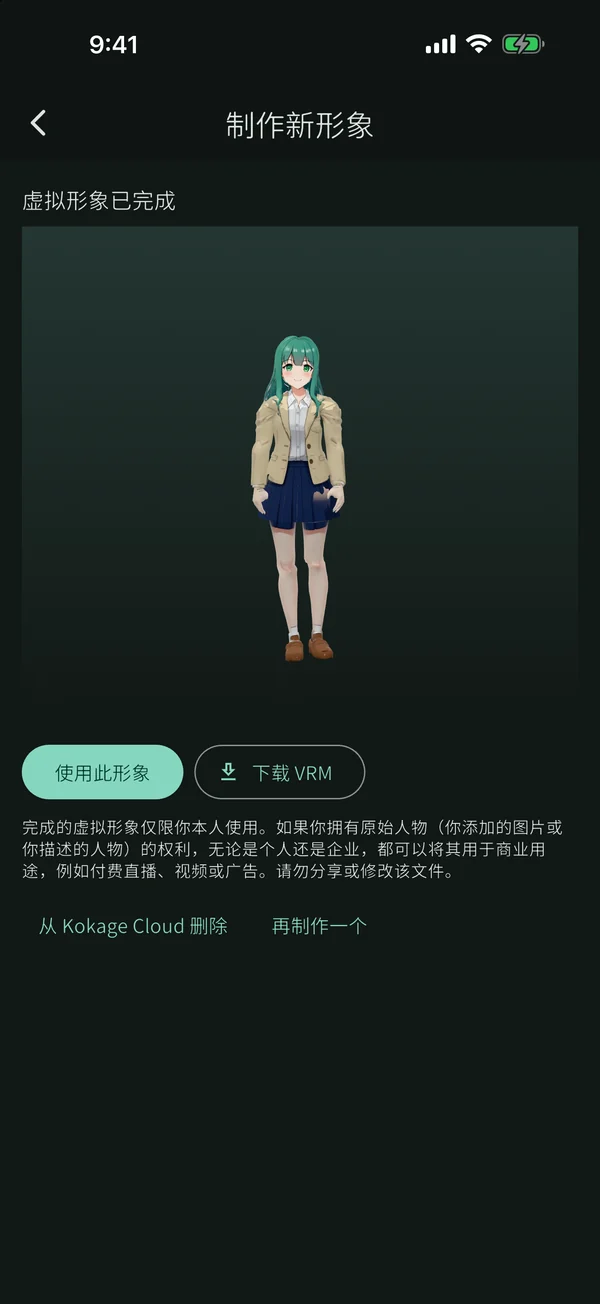 9:41
制作新形象
虚拟形象已完成
使用此形象
下载 VRM
完成的虚拟形象仅限你本人使用。如果你拥有原始人物（你添加的图片或
你描述的人物）的权利，无论是个人还是企业，都可以将其用于商业用
途，例如付费直播、视频或广告。请勿分享或修改该文件。
从 Kokage Cloud 删除
再制作一个